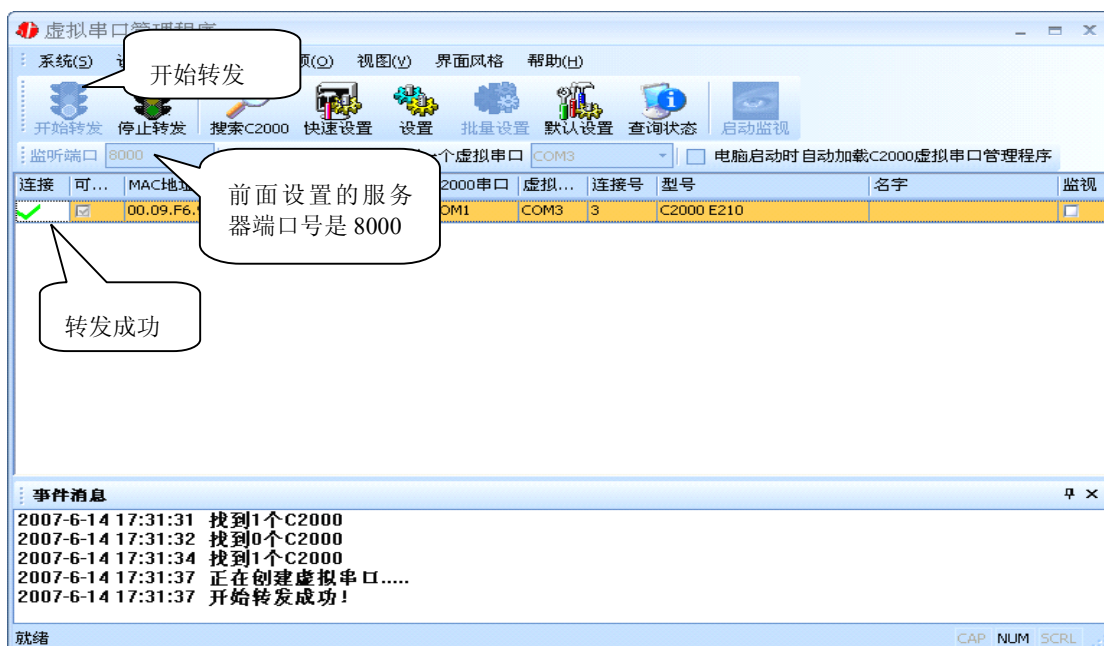 虚拟串口管理程序
系统(S) 项(O) 视图(V) 界面风格 帮助(H)
开始转发
开始转发 停止转发 搜索C2000 快速设置 设置 批量设置 默认设置 查询状态 启动监视
监听端口 8000 个虚拟串口 COM3 电脑启动时自动加载C2000虚拟串口管理程序
连接 可... MAC地址 2000串口 虚拟... 连接号 型号 名字 监视
00.09.F6. OM1 COM3 3 C2000 E210
前面设置的服务
器端口号是 8000
转发成功
事件消息
2007-6-14 17:31:31 找到1个C2000
2007-6-14 17:31:32 找到0个C2000
2007-6-14 17:31:34 找到1个C2000
2007-6-14 17:31:37 正在创建虚拟串口.....
2007-6-14 17:31:37 开始转发成功!
就绪 CAP NUM SCRL